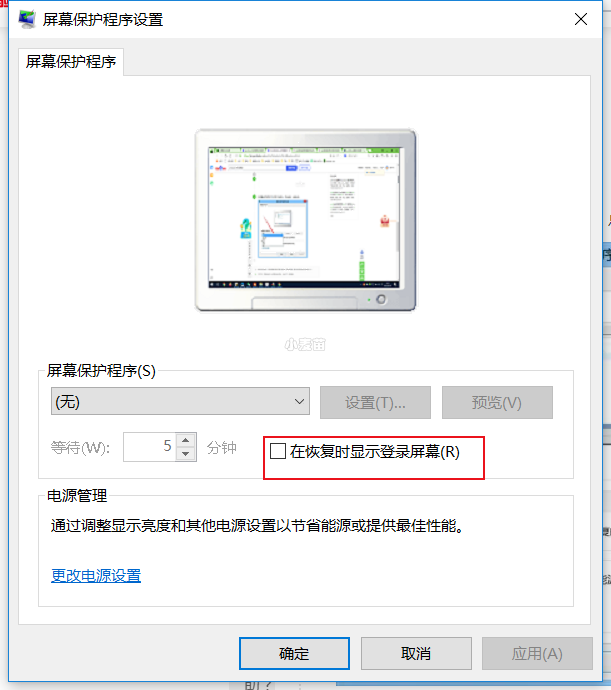 屏幕保护程序设置
屏幕保护程序
屏幕保护程序(S)
(无)
设置(T)...
预览(V)
等待(W):
5
分钟
在恢复时显示登录屏幕(R)
电源管理
通过调整显示亮度和其他电源设置以节省能源或提供最佳性能。
更改电源设置
确定
取消
应用(A)